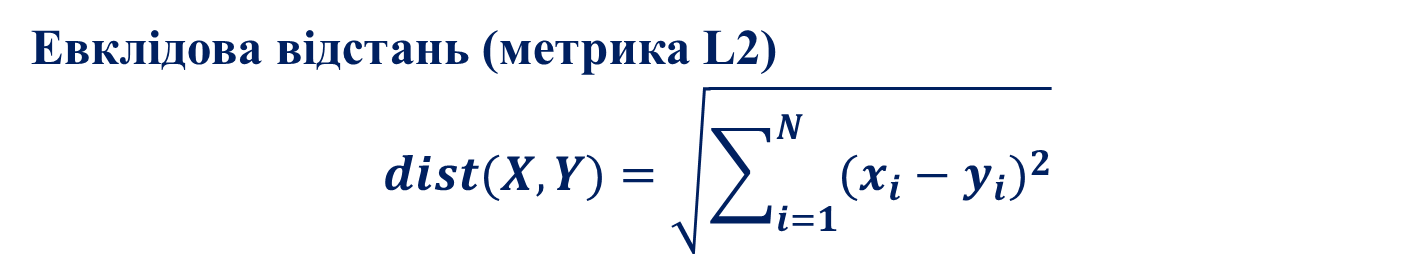 Евклідова відстань (метрика L2)
dist(X, Y) = √(∑_{i=1}^{N} (x_i − y_i)²)